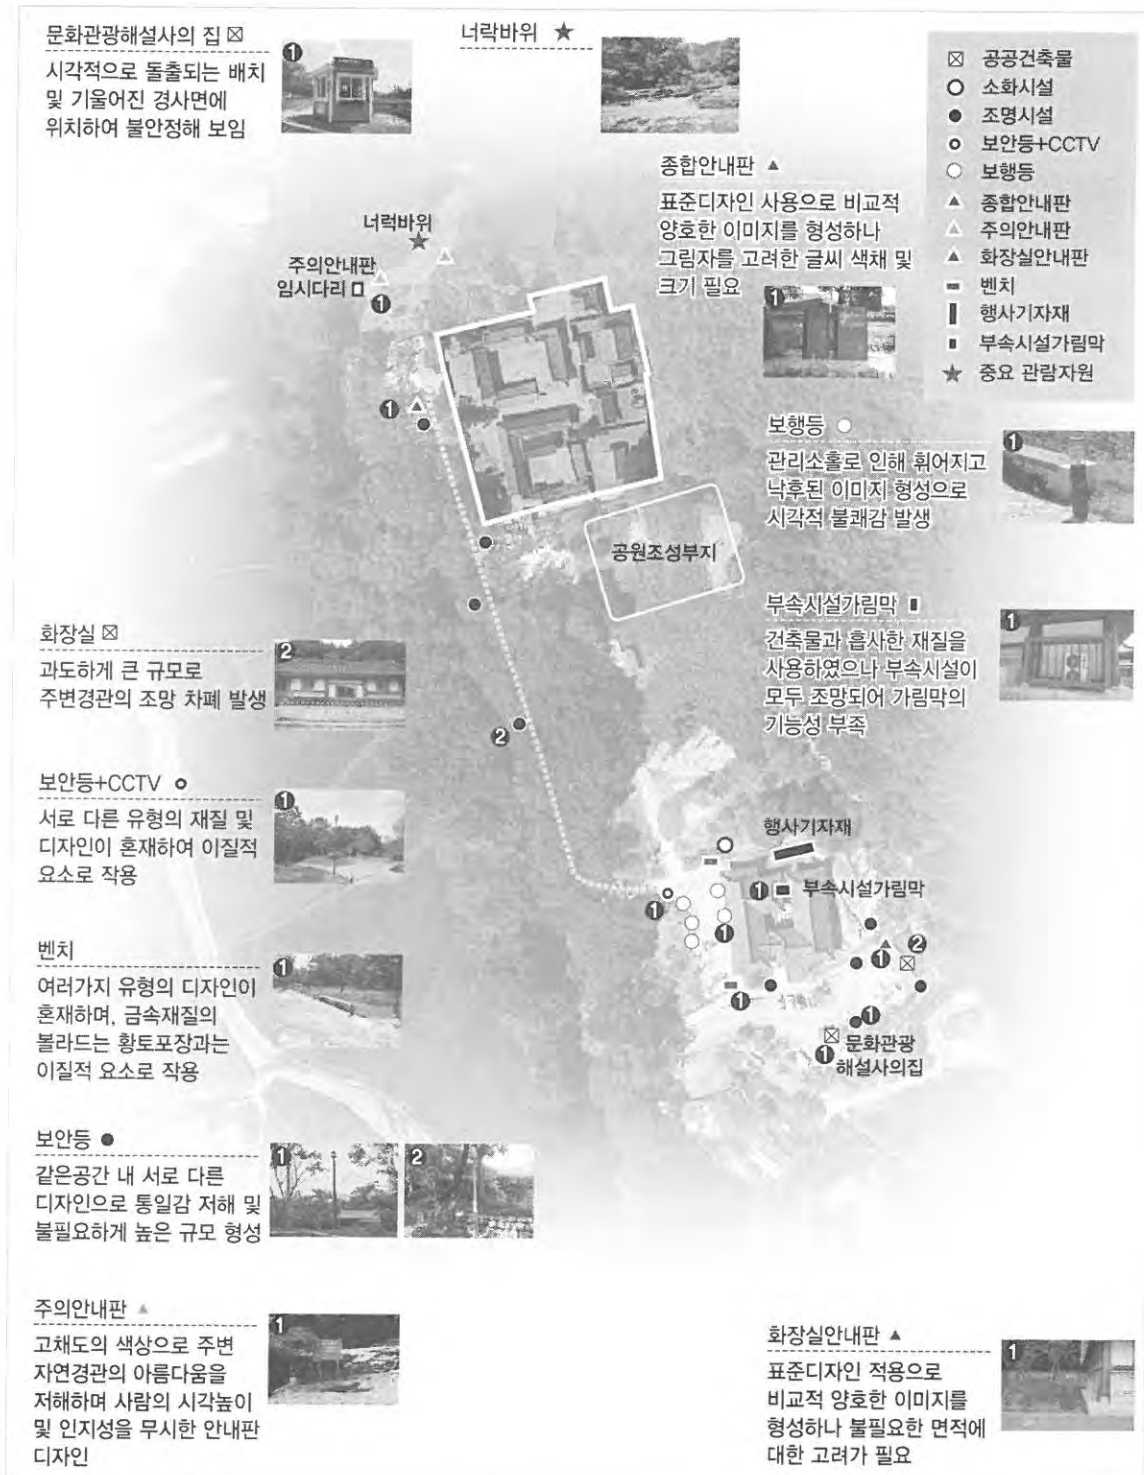 문화관광해설사의 집
시각적으로 돌출되는 배치
및 기울어진 경사면에
위치하여 불안정해 보임
1
너럭바위 ★
공공건축물
소화시설
조명시설
보안등+CCTV
보행등
종합안내판
주의안내판
화장실안내판
벤치
행사기자재
부속시설가림막
중요 관람자원
종합안내판 ▲
표준디자인 사용으로 비교적
양호한 이미지를 형성하나
그림자를 고려한 글씨 색채 및
크기 필요
1
너럭바위
주의안내판
임시다리
1
1
보행등
관리소홀로 인해 휘어지고
낙후된 이미지 형성으로
시각적 불쾌감 발생
1
공원조성부지
부속시설가림막
건축물과 흡사한 재질을
사용하였으나 부속시설이
모두 조망되어 가림막의
기능성 부족
1
화장실
과도하게 큰 규모로
주변경관의 조망 차폐 발생
2
2
보안등+CCTV
서로 다른 유형의 재질 및
디자인이 혼재하여 이질적
요소로 작용
1
행사기자재
1 부속시설가림막
1
1
2
1
1
1
문화관광
해설사의집
1
벤치
여러가지 유형의 디자인이
혼재하며, 금속재질의
볼라드는 황토포장과는
이질적 요소로 작용
1
보안등 ●
같은공간 내 서로 다른
디자인으로 통일감 저해 및
불필요하게 높은 규모 형성
1
2
주의안내판 ▲
고채도의 색상으로 주변
자연경관의 아름다움을
저해하며 사람의 시각높이
및 인지성을 무시한 안내판
디자인
1
화장실안내판 ▲
표준디자인 적용으로
비교적 양호한 이미지를
형성하나 불필요한 면적에
대한 고려가 필요
1